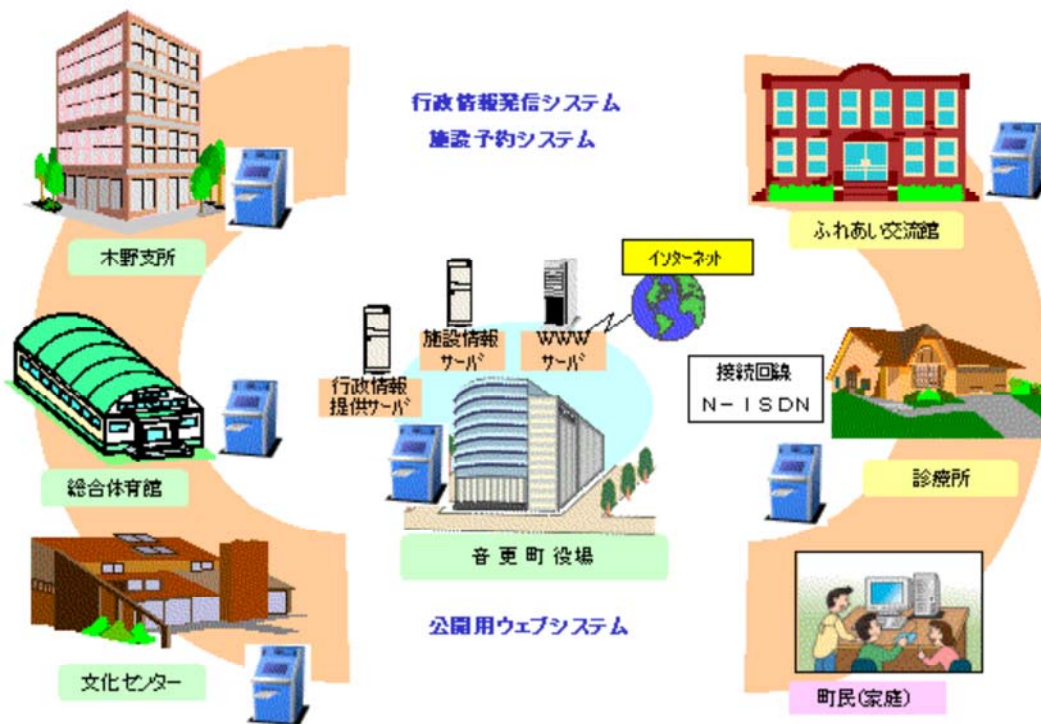 行政情報発信システム
施設予約システム
木野支所
ふれあい交流館
インターネット
施設情報
サーバ
WWW
サーバ
行政情報
提供サーバ
接続回線
N-ISDN
総合体育館
診療所
音更町役場
公開用ウェブシステム
文化センター
町民(家庭)